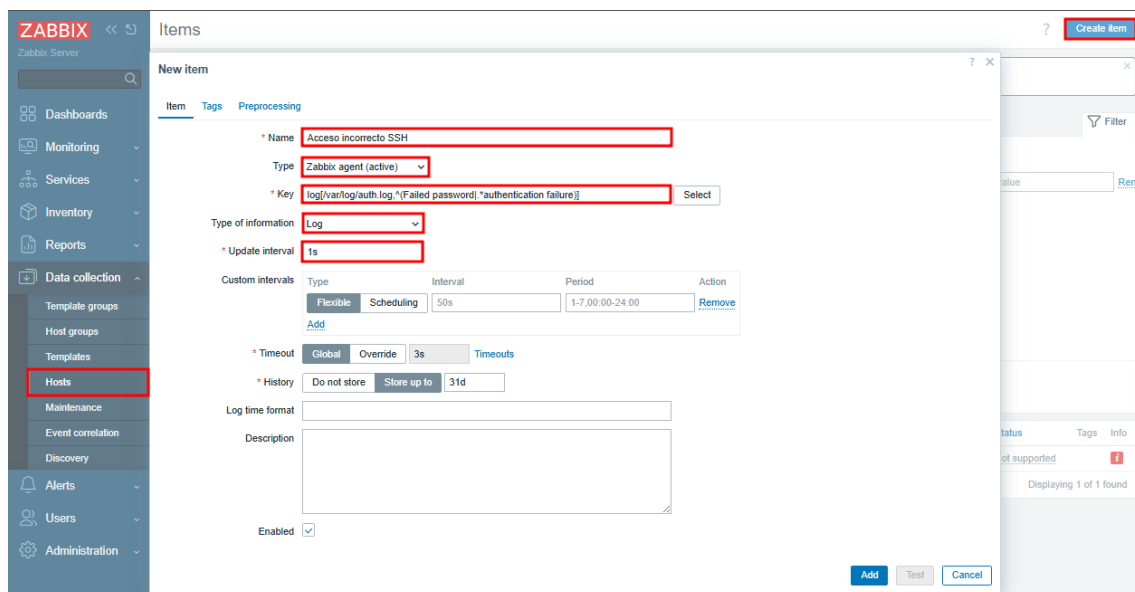 ZABBIX
Zabbix Server
Dashboards
Monitoring
Services
Inventory
Reports
Data collection
Template groups
Host groups
Templates
Hosts
Maintenance
Event correlation
Discovery
Alerts
Users
Administration
Items
? Create item
New item
? ×
Item Tags Preprocessing
* Name Acceso incorrecto SSH
Type Zabbix agent (active)
* Key log[/var/log/auth.log,^(Failed password|.*authentication failure)] Select
Type of information Log
* Update interval 1s
Custom intervals Type Interval Period Action
Flexible Scheduling 50s 1-7,00:00-24:00 Remove
Add
* Timeout Global Override 3s Timeouts
* History Do not store Store up to 31d
Log time format
Description
Enabled
Add Test Cancel
×
Filter
alue Rem
tatus Tags Info
ot supported i
Displaying 1 of 1 found